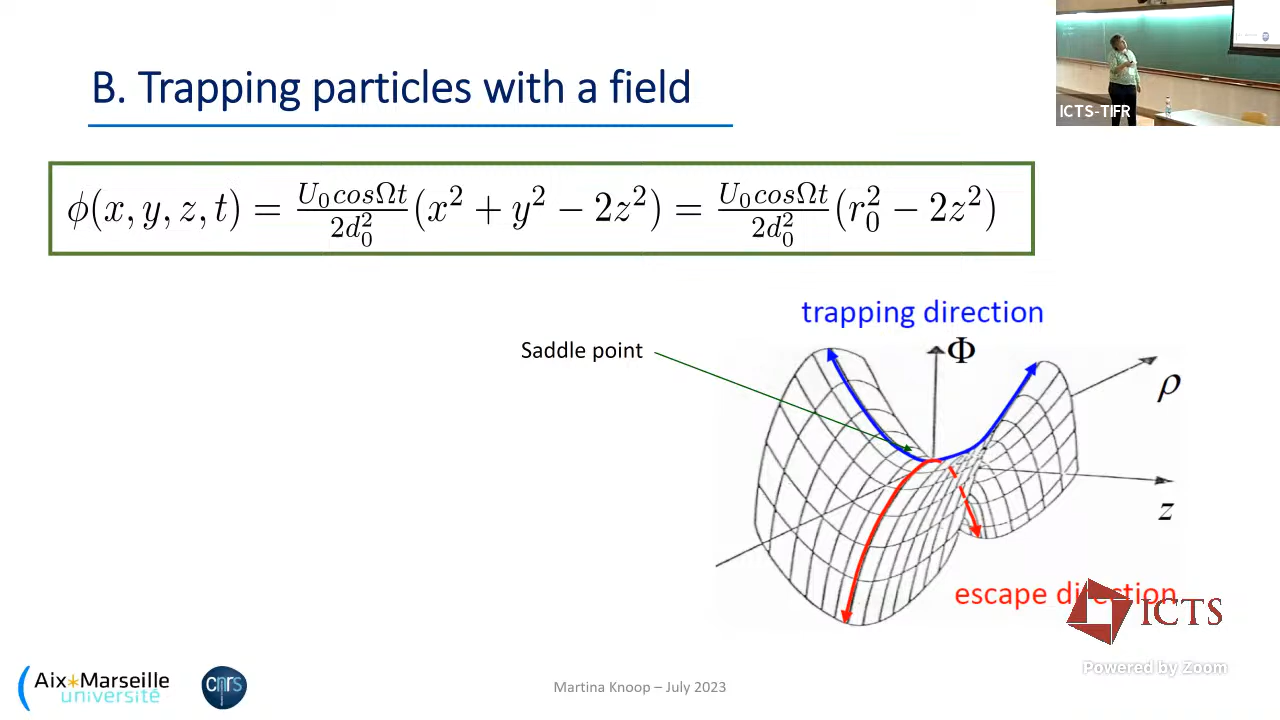 B. Trapping particles with a field
ICTS-TIFR
ϕ(x, y, z, t) = U₀cosΩt/2d₀² (x² + y² − 2z²) = U₀cosΩt/2d₀² (r₀² − 2z²)
trapping direction
Saddle point
Φ
ρ
z
escape direction
ICTS
Powered by Zoom
Aix*Marseille
université
cnrs
Martina Knoop – July 2023